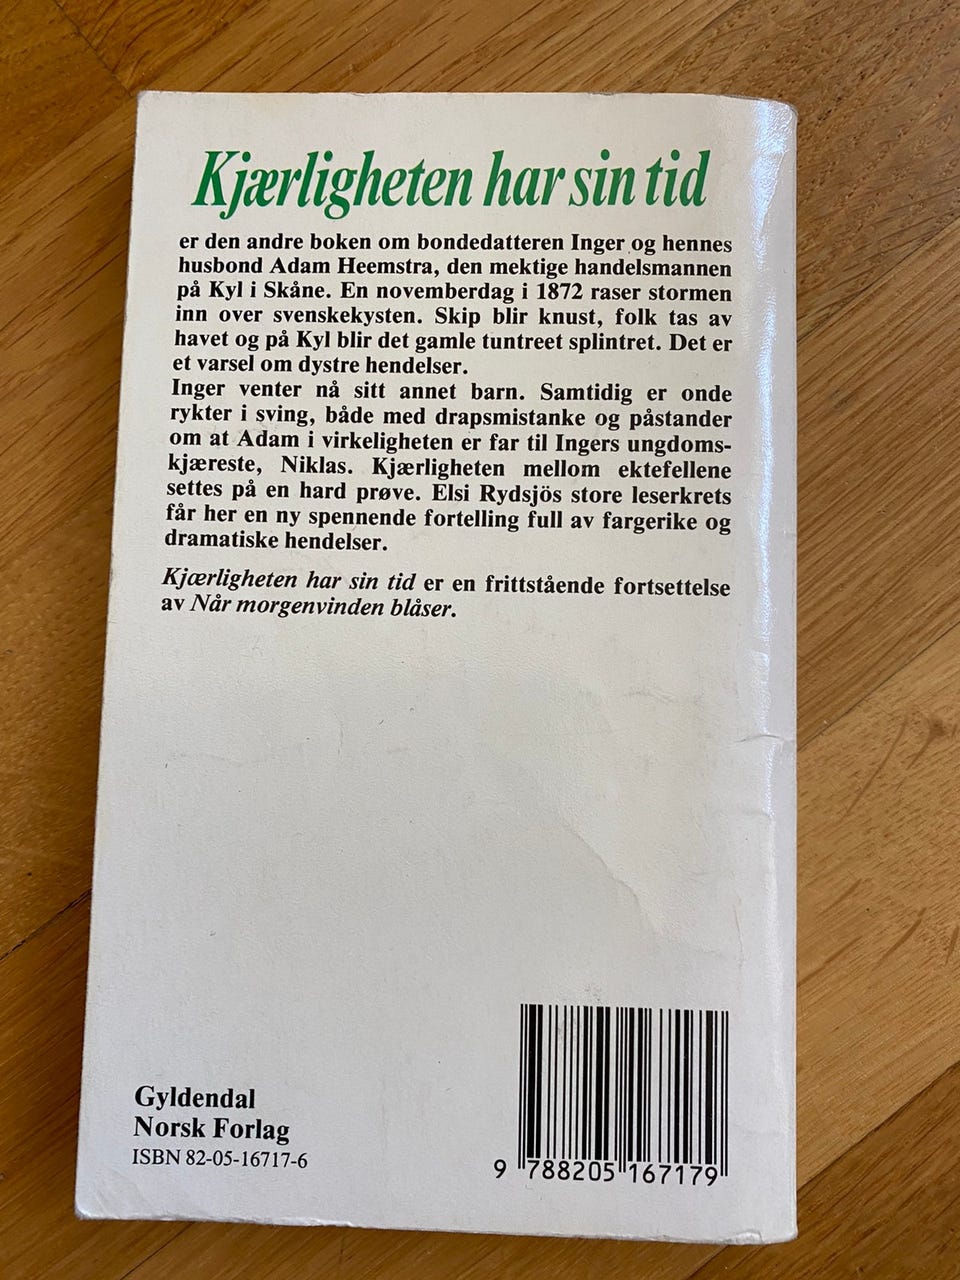 Kjærligheten har sin tid
er den andre boken om bondedatteren Inger og hennes
husbond Adam Heemstra, den mektige handelsmannen
på Kyl i Skåne. En novemberdag i 1872 raser stormen
inn over svenskekysten. Skip blir knust, folk tas av
havet og på Kyl blir det gamle tuntreet splintret. Det er
et varsel om dystre hendelser.
Inger venter nå sitt annet barn. Samtidig er onde
rykter i sving, både med drapsmistanke og påstander
om at Adam i virkeligheten er far til Ingers ungdoms-
kjæreste, Niklas. Kjærligheten mellom ektefellene
settes på en hard prøve. Elsi Rydsjös store leserkrets
får her en ny spennende fortelling full av fargerike og
dramatiske hendelser.
Kjærligheten har sin tid er en frittstående fortsettelse
av Når morgenvinden blåser.
Gyldendal
Norsk Forlag
ISBN 82-05-16717-6
9 788205 167179